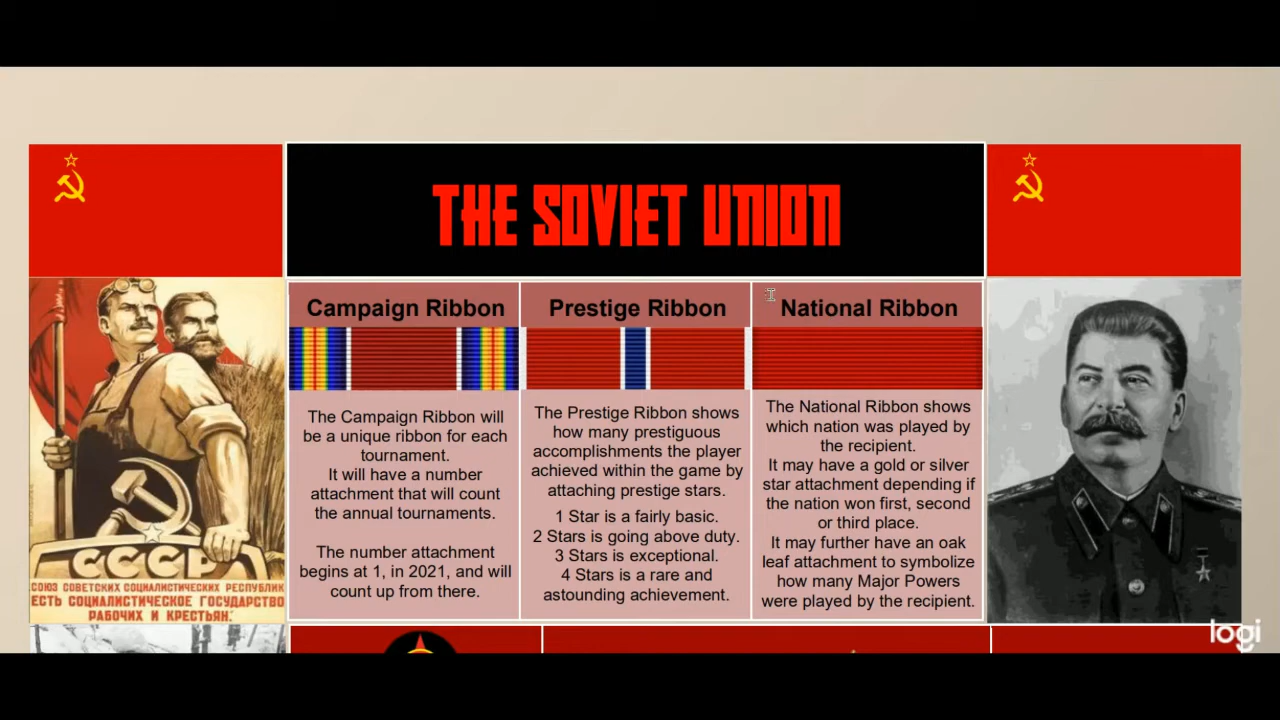 THE SOVIET UNION
Campaign Ribbon
The Campaign Ribbon will
be a unique ribbon for each
tournament.
It will have a number
attachment that will count
the annual tournaments.
The number attachment
begins at 1, in 2021, and will
count up from there.
Prestige Ribbon
The Prestige Ribbon shows
how many prestiguous
accomplishments the player
achieved within the game by
attaching prestige stars.
1 Star is a fairly basic.
2 Stars is going above duty.
3 Stars is exceptional.
4 Stars is a rare and
astounding achievement.
National Ribbon
The National Ribbon shows
which nation was played by
the recipient.
It may have a gold or silver
star attachment depending if
the nation won first, second
or third place.
It may further have an oak
leaf attachment to symbolize
how many Major Powers
were played by the recipient.
СССР
СОЮЗ СОВЕТСКИХ СОЦИАЛИСТИЧЕСКИХ РЕСПУБЛИК
ЕСТЬ СОЦИАЛИСТИЧЕСКОЕ ГОСУДАРСТВО
РАБОЧИХ И КРЕСТЬЯН."
logi